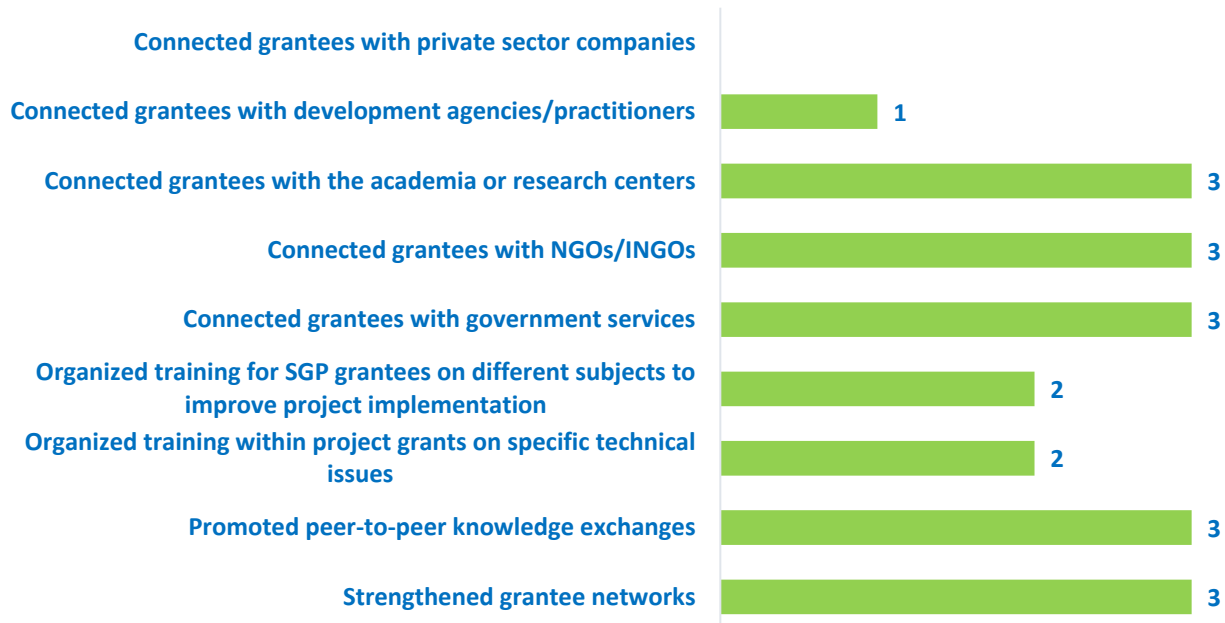 Connected grantees with private sector companies
Connected grantees with development agencies/practitioners
1
Connected grantees with the academia or research centers
3
Connected grantees with NGOs/INGOs
3
Connected grantees with government services
3
Organized training for SGP grantees on different subjects to
improve project implementation
2
Organized training within project grants on specific technical
issues
2
Promoted peer-to-peer knowledge exchanges
3
Strengthened grantee networks
3